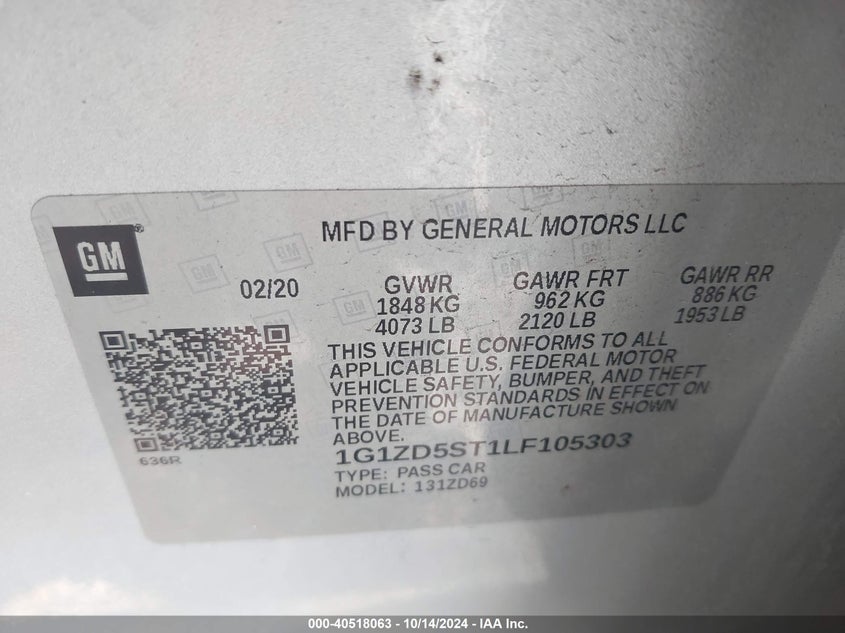 GM
MFD BY GENERAL MOTORS LLC
02/20
GVWR GAWR FRT GAWR RR
1848 KG 962 KG 886 KG
4073 LB 2120 LB 1953 LB
THIS VEHICLE CONFORMS TO ALL
APPLICABLE U.S. FEDERAL MOTOR
VEHICLE SAFETY, BUMPER, AND THEFT
PREVENTION STANDARDS IN EFFECT ON
THE DATE OF MANUFACTURE SHOWN
ABOVE.
636R
1G1ZD5ST1LF105303
TYPE: PASS CAR
MODEL: 131ZD69
000-40518063 - 10/14/2024 - IAA Inc.